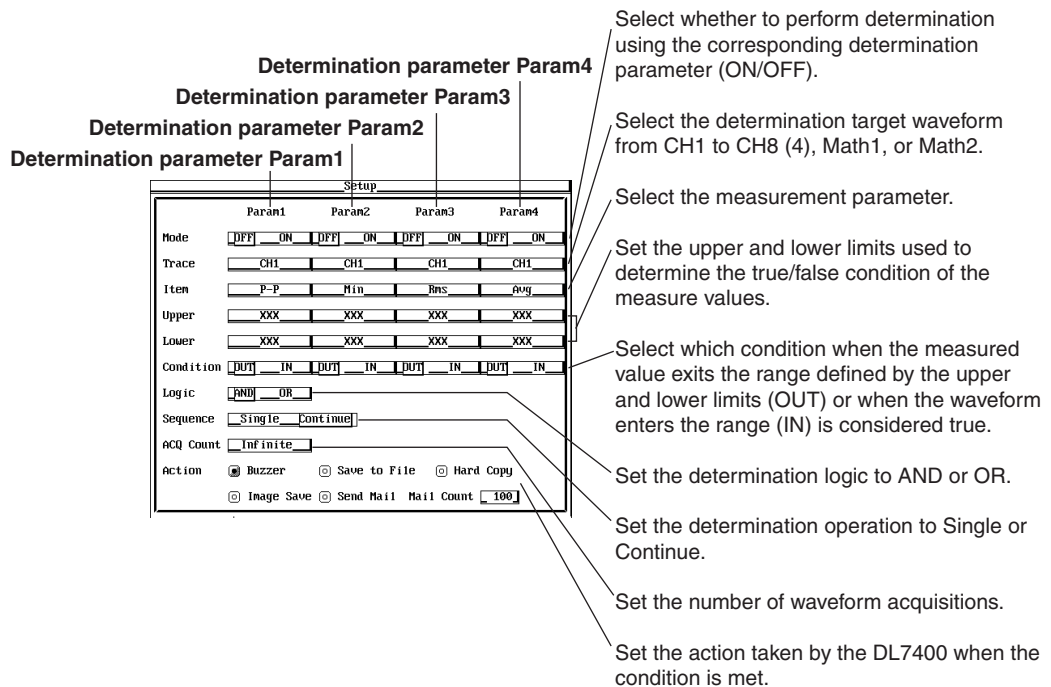 Select whether to perform determination
using the corresponding determination
parameter (ON/OFF).
Determination parameter Param4
Determination parameter Param3
Determination parameter Param2
Determination parameter Param1
Select the determination target waveform
from CH1 to CH8 (4), Math1, or Math2.
Select the measurement parameter.
Set the upper and lower limits used to
determine the true/false condition of the
measure values.
Select which condition when the measured
value exits the range defined by the upper
and lower limits (OUT) or when the waveform
enters the range (IN) is considered true.
Set the determination logic to AND or OR.
Set the determination operation to Single or
Continue.
Set the number of waveform acquisitions.
Set the action taken by the DL7400 when the
condition is met.
Setup
Param1 Param2 Param3 Param4
Mode OFF ON OFF ON OFF ON OFF ON
Trace CH1 CH1 CH1 CH1
Item P-P Min Rms Avg
Upper XXX XXX XXX XXX
Lower XXX XXX XXX XXX
Condition OUT IN OUT IN OUT IN OUT IN
Logic AND OR
Sequence Single Continue
ACQ Count Infinite
Action Buzzer Save to File Hard Copy
Image Save Send Mail Mail Count 100